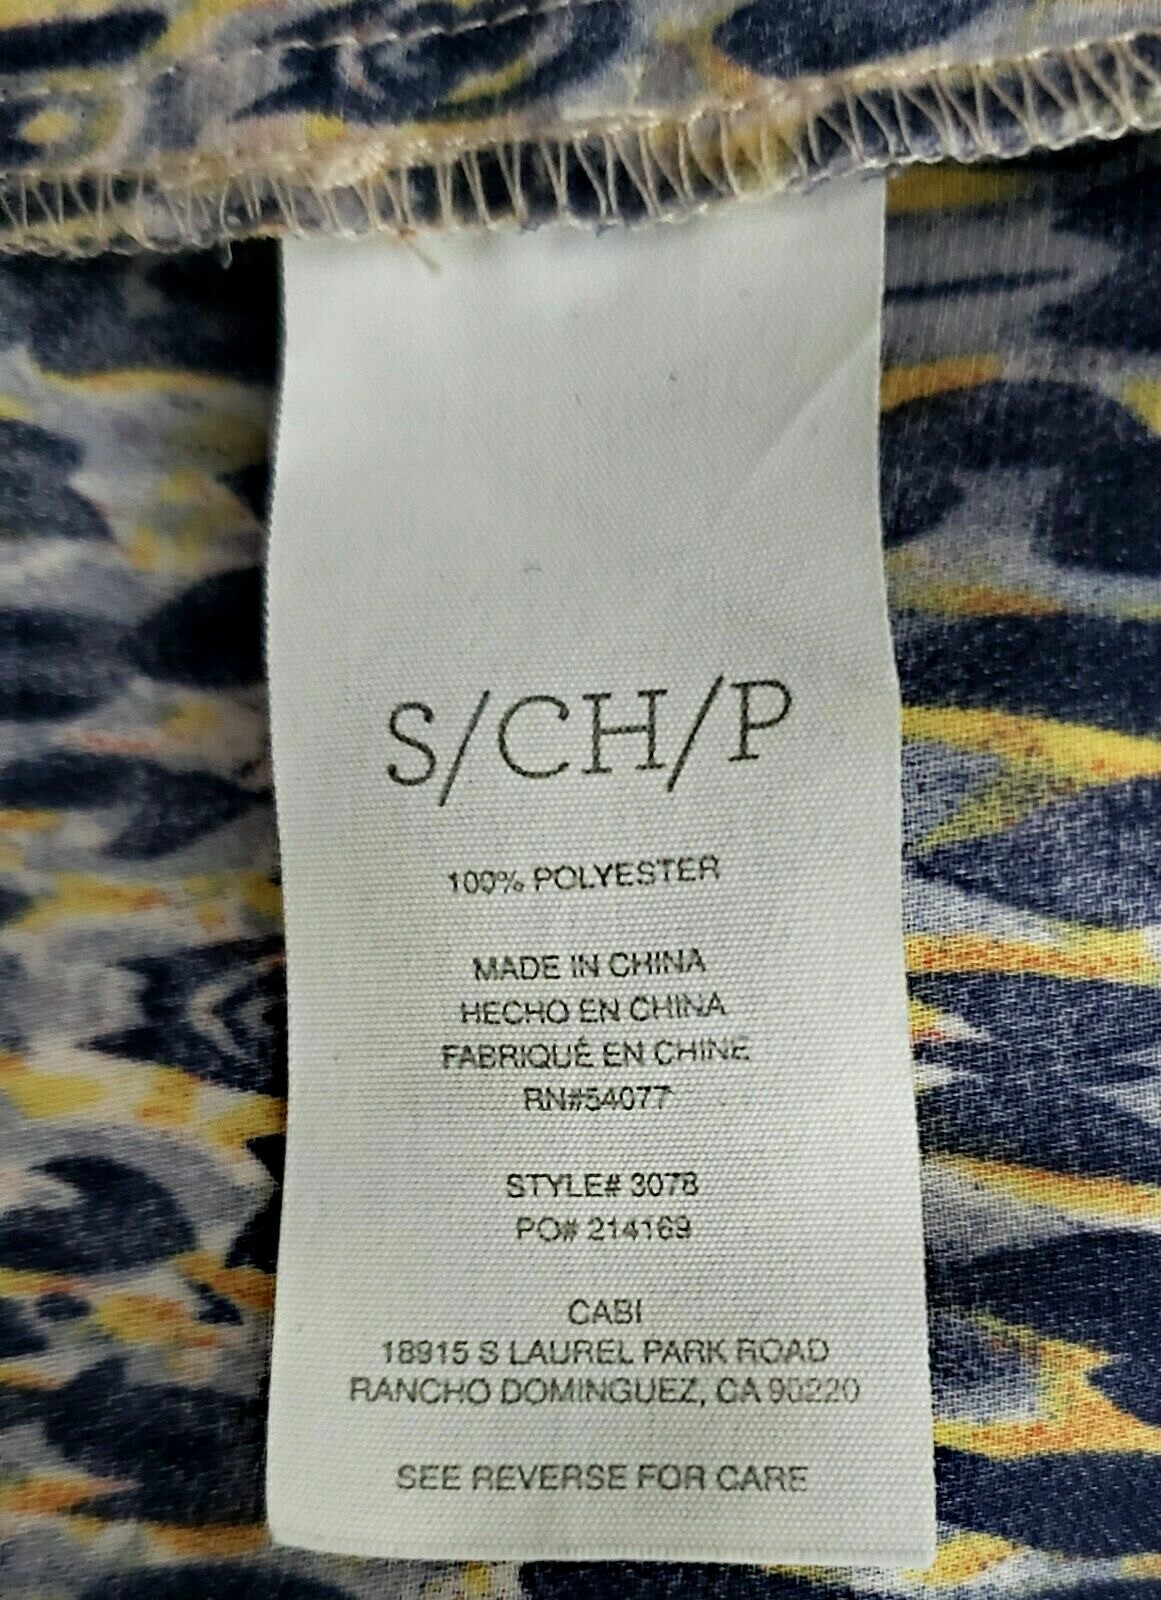 S/CH/P
100% POLYESTER
MADE IN CHINA
HECHO EN CHINA
FABRIQUÉ EN CHINE
RN#54077
STYLE# 3078
PO# 214169
CABI
18915 S LAUREL PARK ROAD
RANCHO DOMINGUEZ, CA 90220
SEE REVERSE FOR CARE